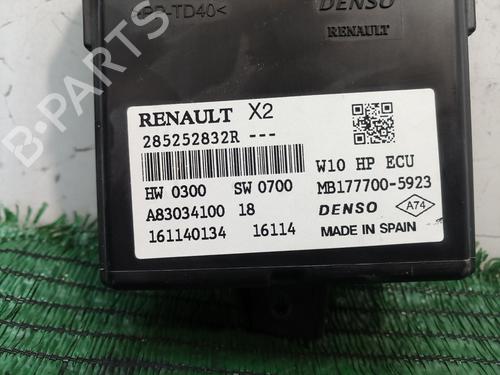 -TD40<
DENSO
RENAULT
RENAULT X2
285252832R ---
W10 HP ECU
HW 0300 SW 0700 MB177700-5923
A83034100 18 DENSO A74
161140134 16114 MADE IN SPAIN
B-PARTS